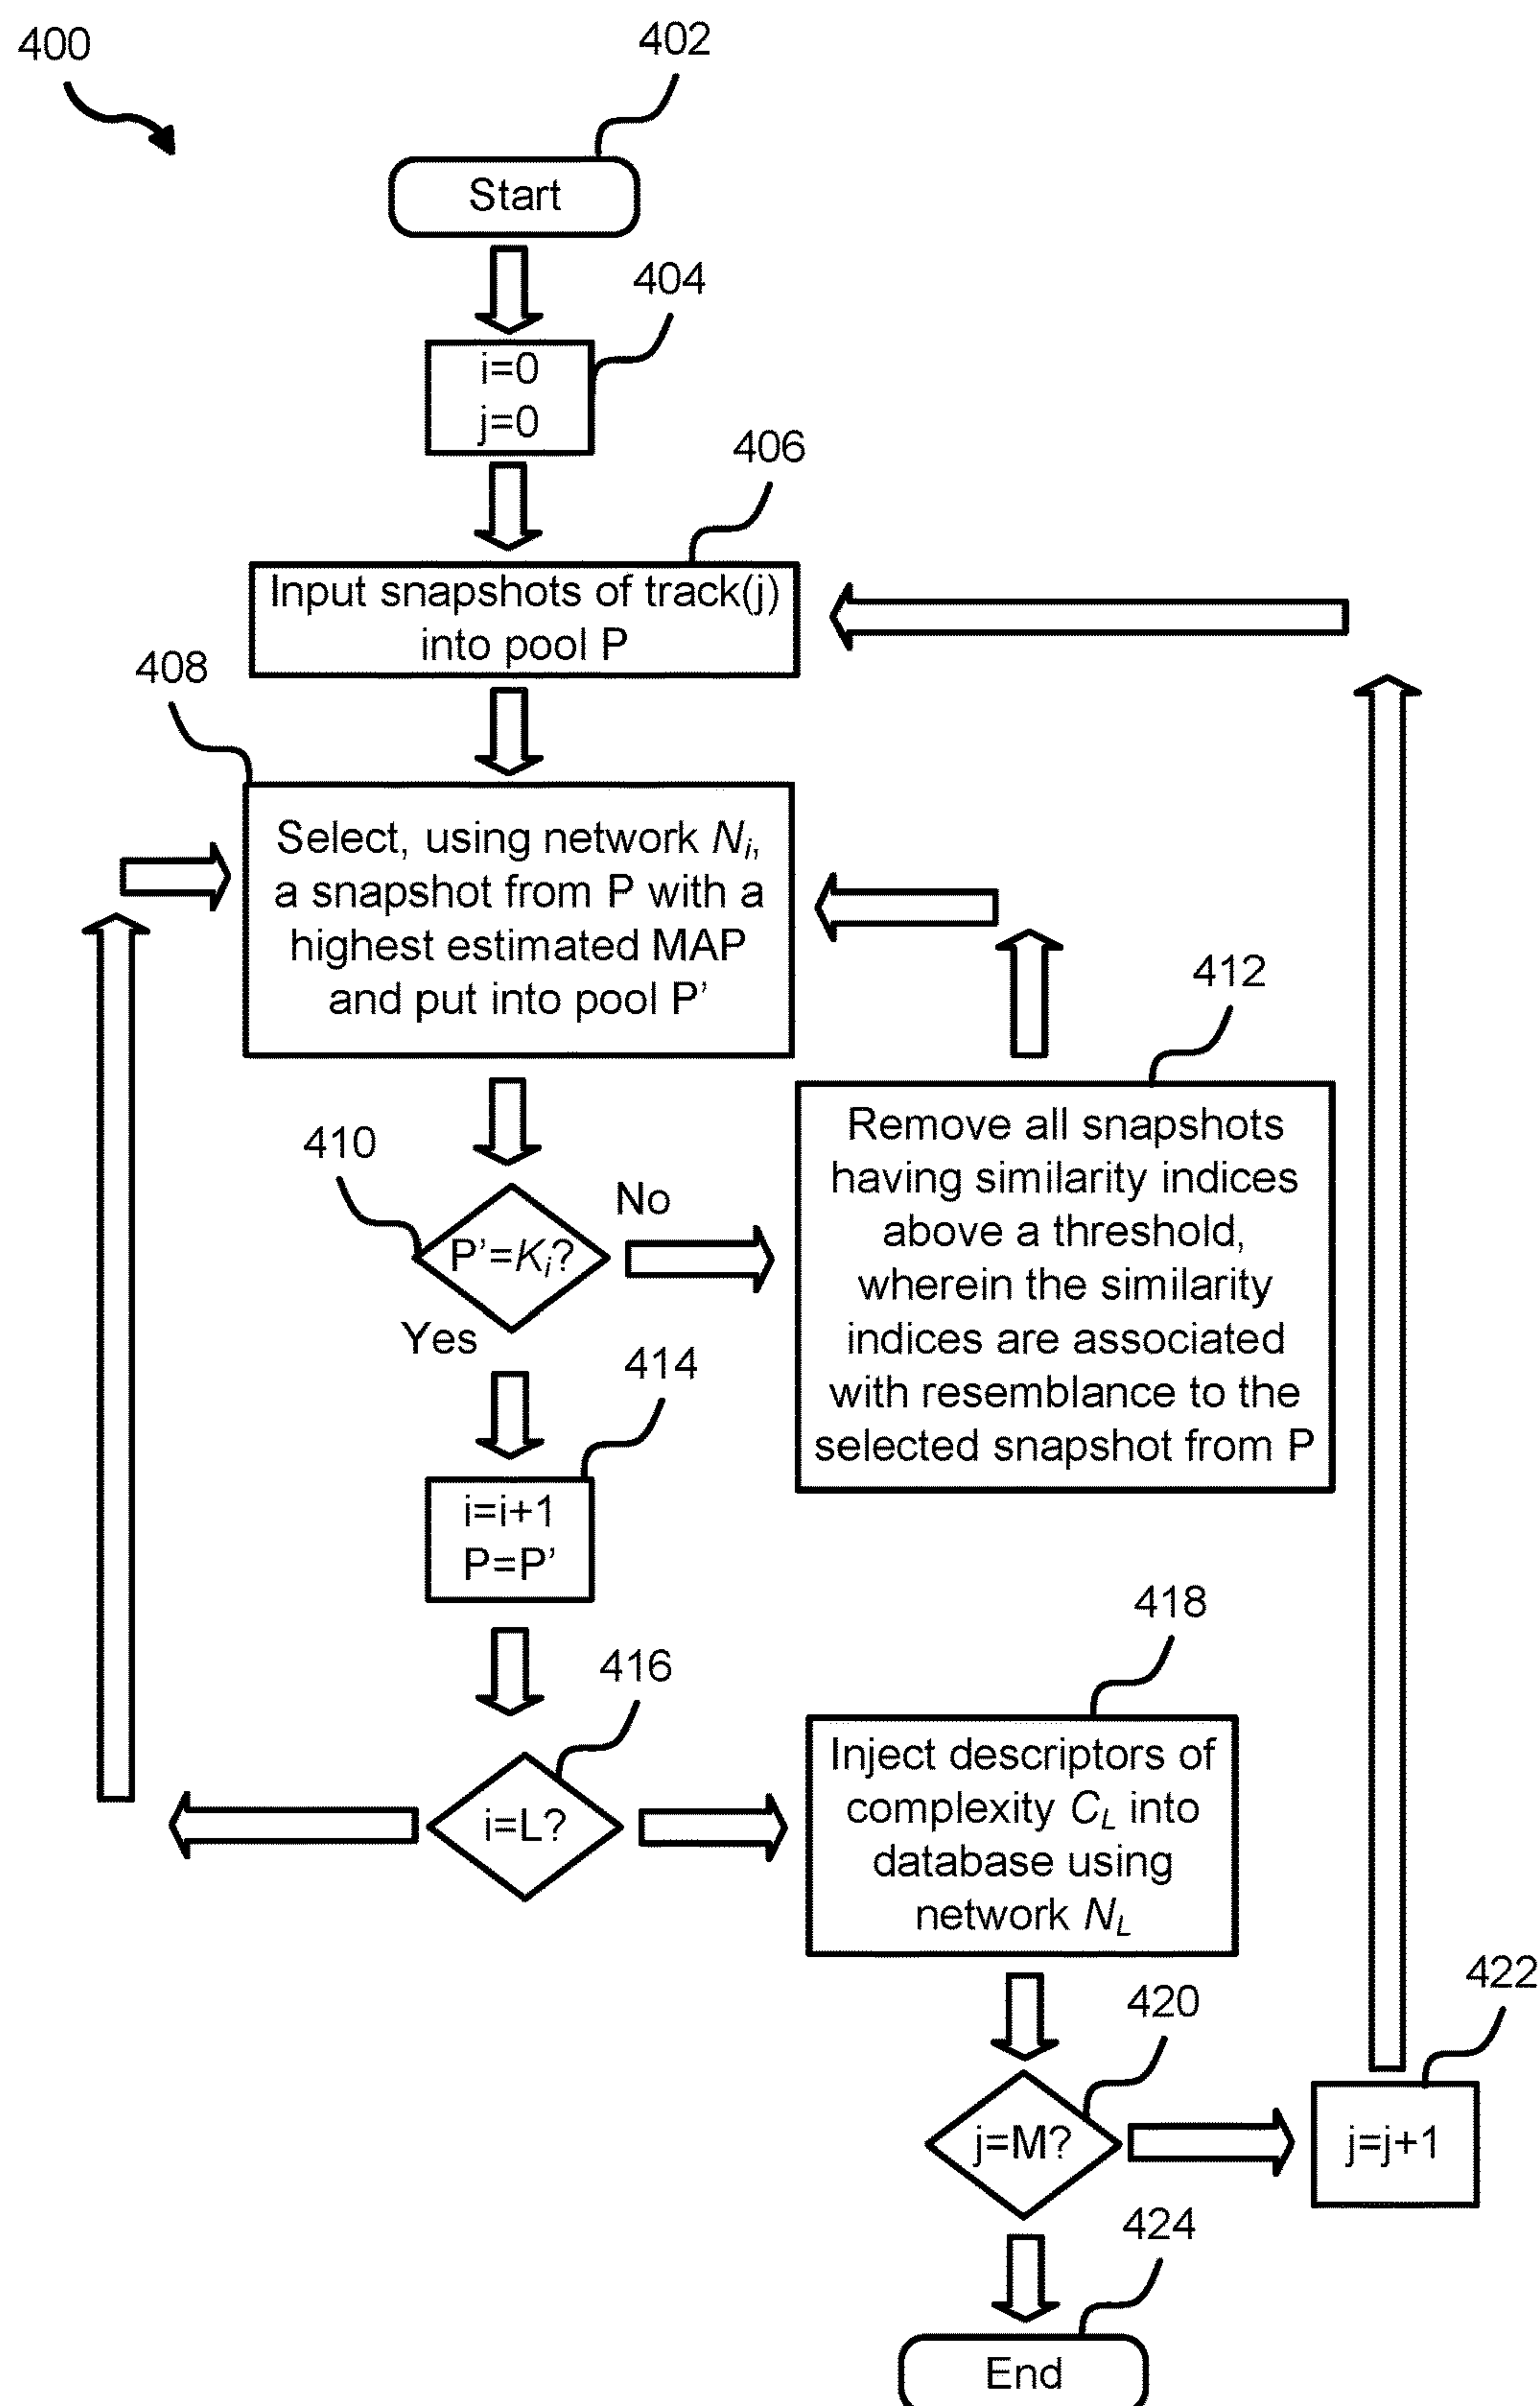 400
402
Start
404
i=0
j=0
406
Input snapshots of track(j)
into pool P
408
Select, using network Ni,
a snapshot from P with a
highest estimated MAP
and put into pool P’
412
Remove all snapshots
having similarity indices
above a threshold,
wherein the similarity
indices are associated
with resemblance to the
selected snapshot from P
410
P’=Ki?
No
Yes
414
i=i+1
P=P’
416
i=L?
418
Inject descriptors of
complexity CL into
database using
network NL
420
j=M?
422
j=j+1
424
End